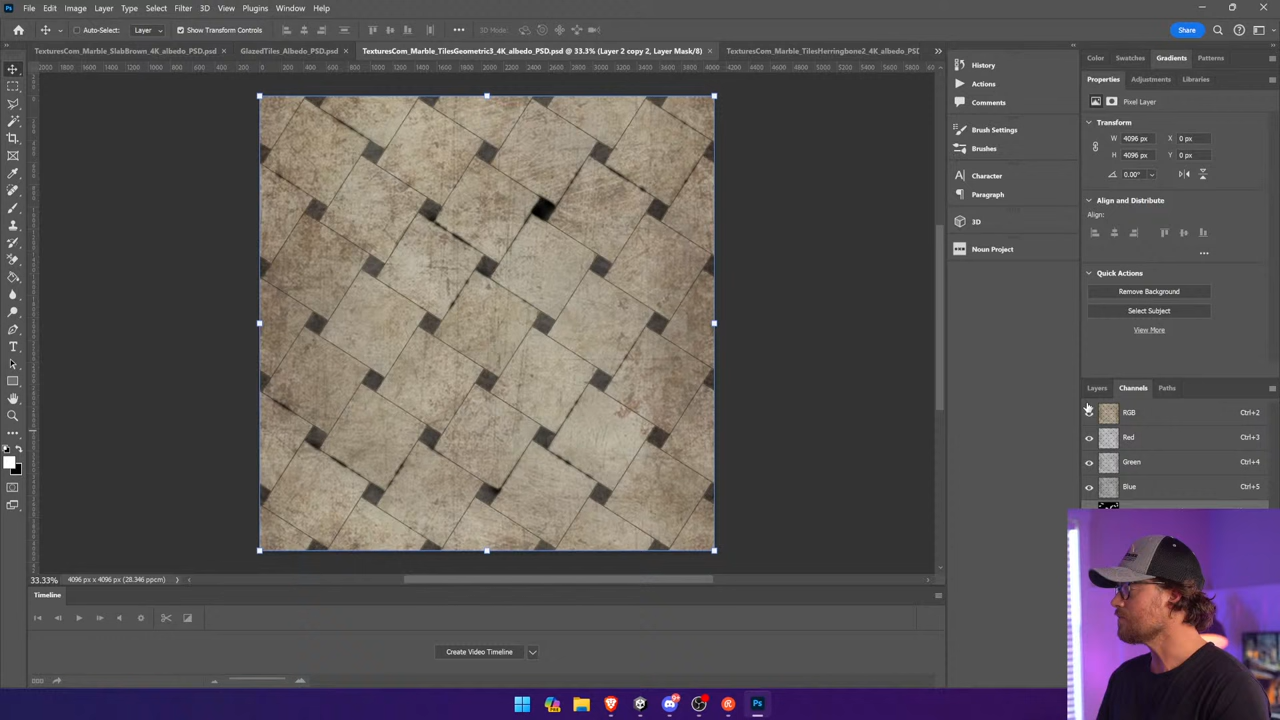 File Edit Image Layer Type Select Filter 3D View Plugins Window Help
Auto-Select: Layer Show Transform Controls 3D Mode: Share
TexturesCom_Marble_SlabBrown_4K_albedo_PSD.psd GlazedTiles_Albedo_PSD.psd TexturesCom_Marble_TilesGeometric3_4K_albedo_PSD.psd @ 33.3% (Layer 2 copy 2, Layer Mask/8) TexturesCom_Marble_TilesHerringbone2_4K_albedo_PSD
Color Swatches Gradients Patterns
History
Actions
Comments
Brush Settings
Brushes
Character
Paragraph
3D
Noun Project
Properties Adjustments Libraries
Pixel Layer
Transform
W 4096 px X 0 px
H 4096 px Y 0 px
0.00°
Align and Distribute
Align:
Quick Actions
Remove Background
Select Subject
View More
Layers Channels Paths
RGB Ctrl+2
Red Ctrl+3
Green Ctrl+4
Blue Ctrl+5
33.33% 4096 px x 4096 px (28.346 ppcm)
Timeline
Create Video Timeline